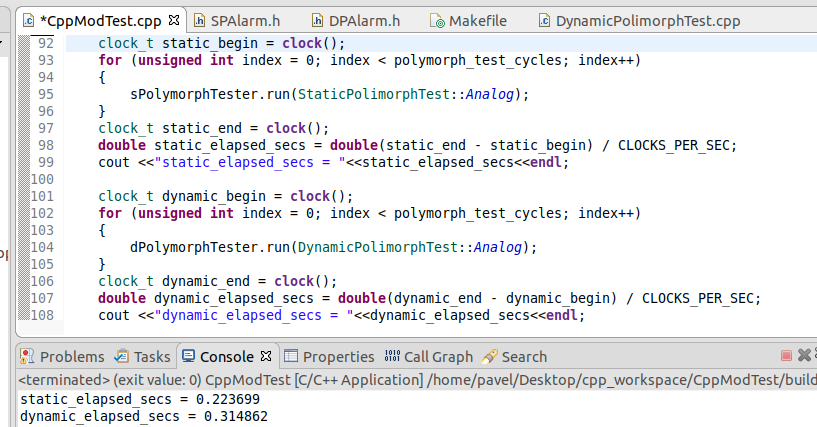 *CppModTest.cpp SPAlarm.h DPAlarm.h Makefile DynamicPolimorphTest.cpp
92 clock_t static_begin = clock();
93 for (unsigned int index = 0; index < polymorph_test_cycles; index++)
94 {
95 sPolymorphTester.run(StaticPolimorphTest::Analog);
96 }
97 clock_t static_end = clock();
98 double static_elapsed_secs = double(static_end - static_begin) / CLOCKS_PER_SEC;
99 cout <<"static_elapsed_secs = "<<static_elapsed_secs<<endl;
100
101 clock_t dynamic_begin = clock();
102 for (unsigned int index = 0; index < polymorph_test_cycles; index++)
103 {
104 dPolymorphTester.run(DynamicPolimorphTest::Analog);
105 }
106 clock_t dynamic_end = clock();
107 double dynamic_elapsed_secs = double(dynamic_end - dynamic_begin) / CLOCKS_PER_SEC;
108 cout <<"dynamic_elapsed_secs = "<<dynamic_elapsed_secs<<endl;
Problems Tasks Console Properties Call Graph Search
<terminated> (exit value: 0) CppModTest [C/C++ Application] /home/pavel/Desktop/cpp_workspace/CppModTest/build
static_elapsed_secs = 0.223699
dynamic_elapsed_secs = 0.314862